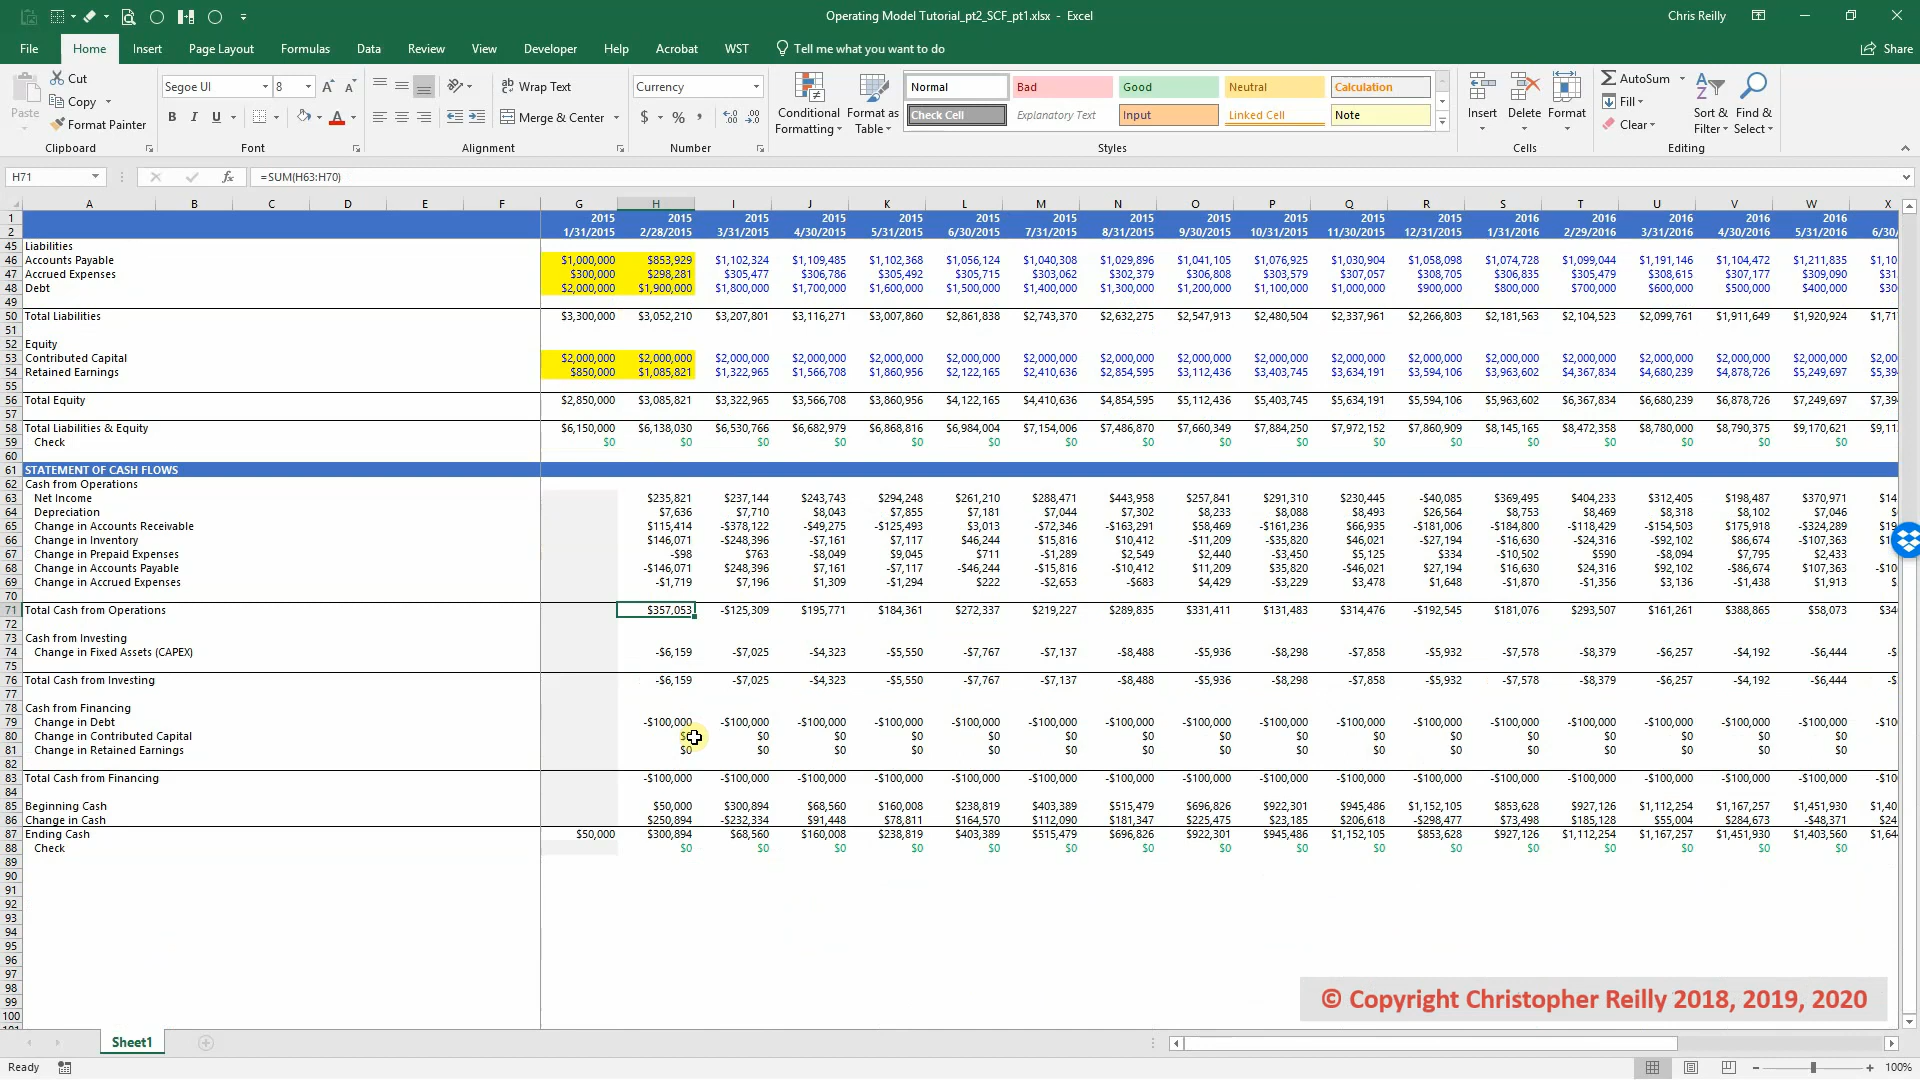 Operating Model Tutorial_pt2_SCF_pt1.xlsx - Excel
Chris Reilly
File Home Insert Page Layout Formulas Data Review View Developer Help Acrobat WST Tell me what you want to do Share
Paste Cut Copy Format Painter Clipboard
Segoe UI 8 B I U A Font
Wrap Text Merge & Center Alignment
Currency $ % , Number
Conditional Formatting Format as Table
Normal Bad Good Neutral Calculation
Check Cell Explanatory Text Input Linked Cell Note
Styles
Insert Delete Format Cells
AutoSum Fill Clear Sort & Filter Find & Select Editing
H71 fx =SUM(H63:H70)
A B C D E F G H I J K L M N O P Q R S T U V W X
1 2015 2015 2015 2015 2015 2015 2015 2015 2015 2015 2015 2015 2016 2016 2016 2016 2016
2 1/31/2015 2/28/2015 3/31/2015 4/30/2015 5/31/2015 6/30/2015 7/31/2015 8/31/2015 9/30/2015 10/31/2015 11/30/2015 12/31/2015 1/31/2016 2/29/2016 3/31/2016 4/30/2016 5/31/2016 6/30/
45 Liabilities
46 Accounts Payable $1,000,000 $853,929 $1,102,324 $1,109,485 $1,102,368 $1,056,124 $1,040,308 $1,029,896 $1,041,105 $1,076,925 $1,030,904 $1,058,098 $1,074,728 $1,099,044 $1,191,146 $1,104,472 $1,211,835 $1,10
47 Accrued Expenses $300,000 $298,281 $305,477 $306,786 $305,492 $305,715 $303,062 $302,379 $306,808 $303,579 $307,057 $308,705 $306,835 $305,479 $308,615 $307,177 $309,090 $31
48 Debt $2,000,000 $1,900,000 $1,800,000 $1,700,000 $1,600,000 $1,500,000 $1,400,000 $1,300,000 $1,200,000 $1,100,000 $1,000,000 $900,000 $800,000 $700,000 $600,000 $500,000 $400,000 $30
49
50 Total Liabilities $3,300,000 $3,052,210 $3,207,801 $3,116,271 $3,007,860 $2,861,838 $2,743,370 $2,632,275 $2,547,913 $2,480,504 $2,337,961 $2,266,803 $2,181,563 $2,104,523 $2,099,761 $1,911,649 $1,920,924 $1,71
51
52 Equity
53 Contributed Capital $2,000,000 $2,000,000 $2,000,000 $2,000,000 $2,000,000 $2,000,000 $2,000,000 $2,000,000 $2,000,000 $2,000,000 $2,000,000 $2,000,000 $2,000,000 $2,000,000 $2,000,000 $2,000,000 $2,000,000 $2,00
54 Retained Earnings $850,000 $1,085,821 $1,322,965 $1,566,708 $1,860,956 $2,122,165 $2,410,636 $2,854,595 $3,112,436 $3,403,745 $3,634,191 $3,594,106 $3,963,602 $4,367,834 $4,680,239 $4,878,726 $5,249,697 $5,39
55
56 Total Equity $2,850,000 $3,085,821 $3,322,965 $3,566,708 $3,860,956 $4,122,165 $4,410,636 $4,854,595 $5,112,436 $5,403,745 $5,634,191 $5,594,106 $5,963,602 $6,367,834 $6,680,239 $6,878,726 $7,249,697 $7,39
57
58 Total Liabilities & Equity $6,150,000 $6,138,030 $6,530,766 $6,682,979 $6,868,816 $6,984,004 $7,154,006 $7,486,870 $7,660,349 $7,884,250 $7,972,152 $7,860,909 $8,145,165 $8,472,358 $8,780,000 $8,790,375 $9,170,621 $9,11
59 Check $0 $0 $0 $0 $0 $0 $0 $0 $0 $0 $0 $0 $0 $0 $0 $0 $0
60
61 STATEMENT OF CASH FLOWS
62 Cash from Operations
63 Net Income $235,821 $237,144 $243,743 $294,248 $261,210 $288,471 $443,958 $257,841 $291,310 $230,445 -$40,085 $369,495 $404,233 $312,405 $198,487 $370,971 $14
64 Depreciation $7,636 $7,710 $8,043 $7,855 $7,181 $7,044 $7,302 $8,233 $8,088 $8,493 $26,564 $8,753 $8,469 $8,318 $8,102 $7,046 $
65 Change in Accounts Receivable $115,414 -$378,122 -$49,275 -$125,493 $3,013 -$72,346 -$163,291 $58,469 -$161,236 $66,935 -$181,006 -$184,800 -$118,429 -$154,503 $175,918 -$324,289 $19
66 Change in Inventory $146,071 -$248,396 -$7,161 $7,117 $46,244 $15,816 $10,412 -$11,209 -$35,820 $46,021 -$27,194 -$16,630 -$24,316 -$92,102 $86,674 -$107,363
67 Change in Prepaid Expenses -$98 $763 -$8,049 $9,045 $711 -$1,289 $2,549 $2,440 -$3,450 $5,125 $334 -$10,502 $590 -$8,094 $7,795 $2,433
68 Change in Accounts Payable -$146,071 $248,396 $7,161 -$7,117 -$46,244 -$15,816 -$10,412 $11,209 $35,820 -$46,021 $27,194 $16,630 $24,316 $92,102 -$86,674 $107,363 -$10
69 Change in Accrued Expenses -$1,719 $7,196 $1,309 -$1,294 $222 -$2,653 -$683 $4,429 -$3,229 $3,478 $1,648 -$1,870 -$1,356 $3,136 -$1,438 $1,913 $
70
71 Total Cash from Operations $357,053 -$125,309 $195,771 $184,361 $272,337 $219,227 $289,835 $331,411 $131,483 $314,476 -$192,545 $181,076 $293,507 $161,261 $388,865 $58,073 $34
72
73 Cash from Investing
74 Change in Fixed Assets (CAPEX) -$6,159 -$7,025 -$4,323 -$5,550 -$7,767 -$7,137 -$8,488 -$5,936 -$8,298 -$7,858 -$5,932 -$7,578 -$8,379 -$6,257 -$4,192 -$6,444 -$
75
76 Total Cash from Investing -$6,159 -$7,025 -$4,323 -$5,550 -$7,767 -$7,137 -$8,488 -$5,936 -$8,298 -$7,858 -$5,932 -$7,578 -$8,379 -$6,257 -$4,192 -$6,444 -$
77
78 Cash from Financing
79 Change in Debt -$100,000 -$100,000 -$100,000 -$100,000 -$100,000 -$100,000 -$100,000 -$100,000 -$100,000 -$100,000 -$100,000 -$100,000 -$100,000 -$100,000 -$100,000 -$100,000 -$10
80 Change in Contributed Capital $0 $0 $0 $0 $0 $0 $0 $0 $0 $0 $0 $0 $0 $0 $0
81 Change in Retained Earnings $0 $0 $0 $0 $0 $0 $0 $0 $0 $0 $0 $0 $0 $0 $0 $0
82
83 Total Cash from Financing -$100,000 -$100,000 -$100,000 -$100,000 -$100,000 -$100,000 -$100,000 -$100,000 -$100,000 -$100,000 -$100,000 -$100,000 -$100,000 -$100,000 -$100,000 -$100,000 -$10
84
85 Beginning Cash $50,000 $300,894 $68,560 $160,008 $238,819 $403,389 $515,479 $696,826 $922,301 $945,486 $1,152,105 $853,628 $927,126 $1,112,254 $1,167,257 $1,451,930 $1,40
86 Change in Cash $250,894 -$232,334 $91,448 $78,811 $164,570 $112,090 $181,347 $225,475 $23,185 $206,618 -$298,477 $73,498 $185,128 $55,004 $284,673 -$48,371 $24
87 Ending Cash $50,000 $300,894 $68,560 $160,008 $238,819 $403,389 $515,479 $696,826 $922,301 $945,486 $1,152,105 $853,628 $927,126 $1,112,254 $1,167,257 $1,451,930 $1,403,560 $1,64
88 Check $0 $0 $0 $0 $0 $0 $0 $0 $0 $0 $0 $0 $0 $0 $0 $0
89
90
91
92
93
94
95
96
97
98
99
100
© Copyright Christopher Reilly 2018, 2019, 2020
Sheet1
Ready 100%